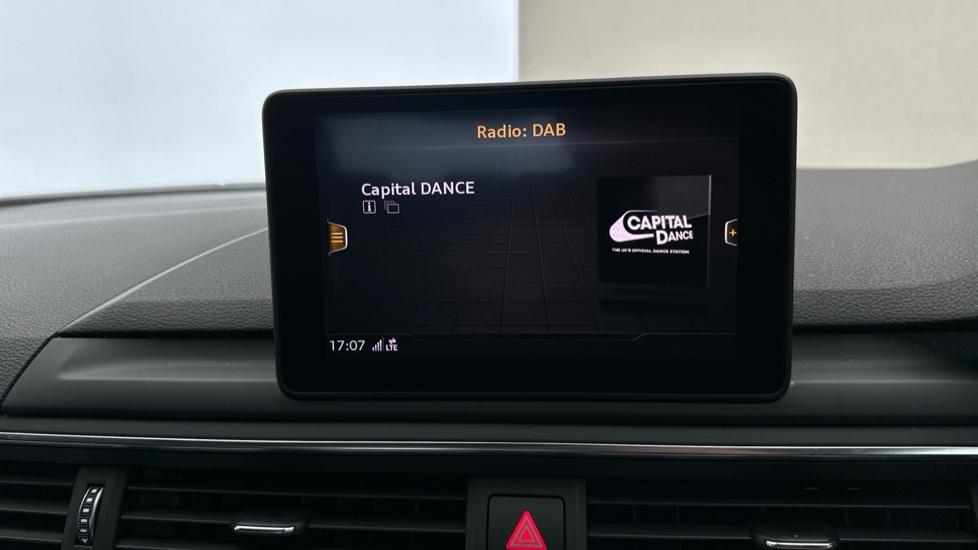 Radio: DAB
Capital DANCE
CAPITAL
DANCE
THE UK'S OFFICIAL DANCE STATION
17:07 LTE